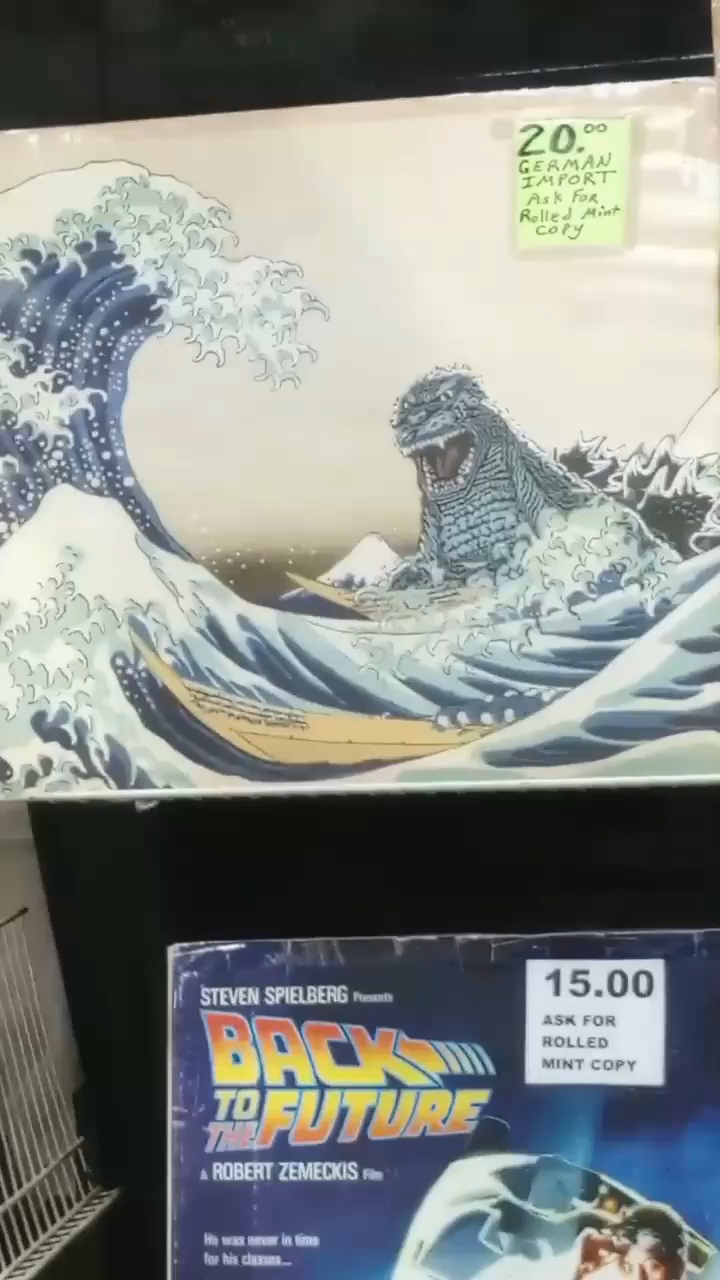 20.00
GERMAN
IMPORT
Ask For
Rolled Mint
Copy
STEVEN SPIELBERG Presents
15.00
ASK FOR
ROLLED
MINT COPY
BACK
TO
THE FUTURE
A ROBERT ZEMECKIS Film
He was never in time
for his classes...